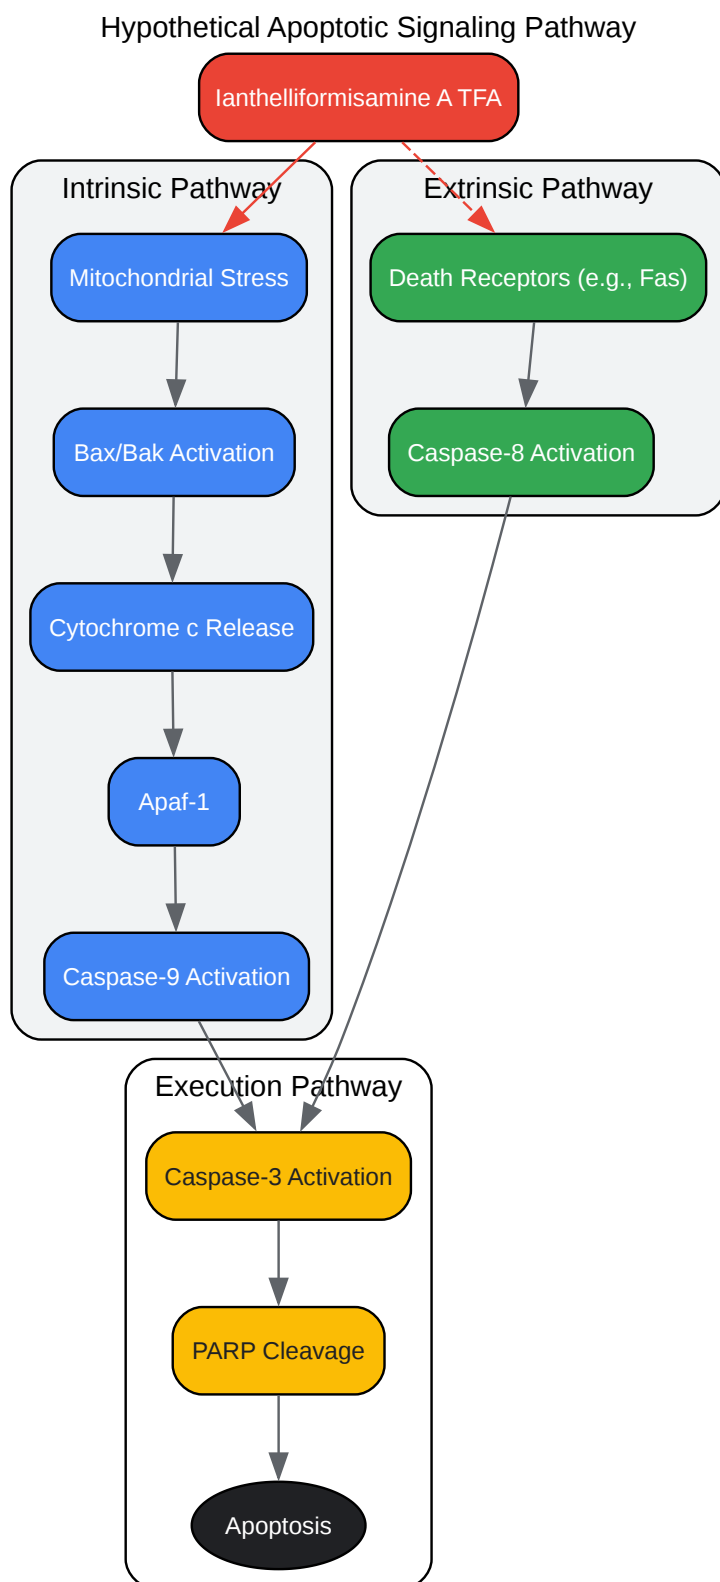 Hypothetical Apoptotic Signaling Pathway
Ianthelliformisamine A TFA
Intrinsic Pathway
Extrinsic Pathway
Mitochondrial Stress
Death Receptors (e.g., Fas)
Bax/Bak Activation
Caspase-8 Activation
Cytochrome c Release
Apaf-1
Caspase-9 Activation
Execution Pathway
Caspase-3 Activation
PARP Cleavage
Apoptosis